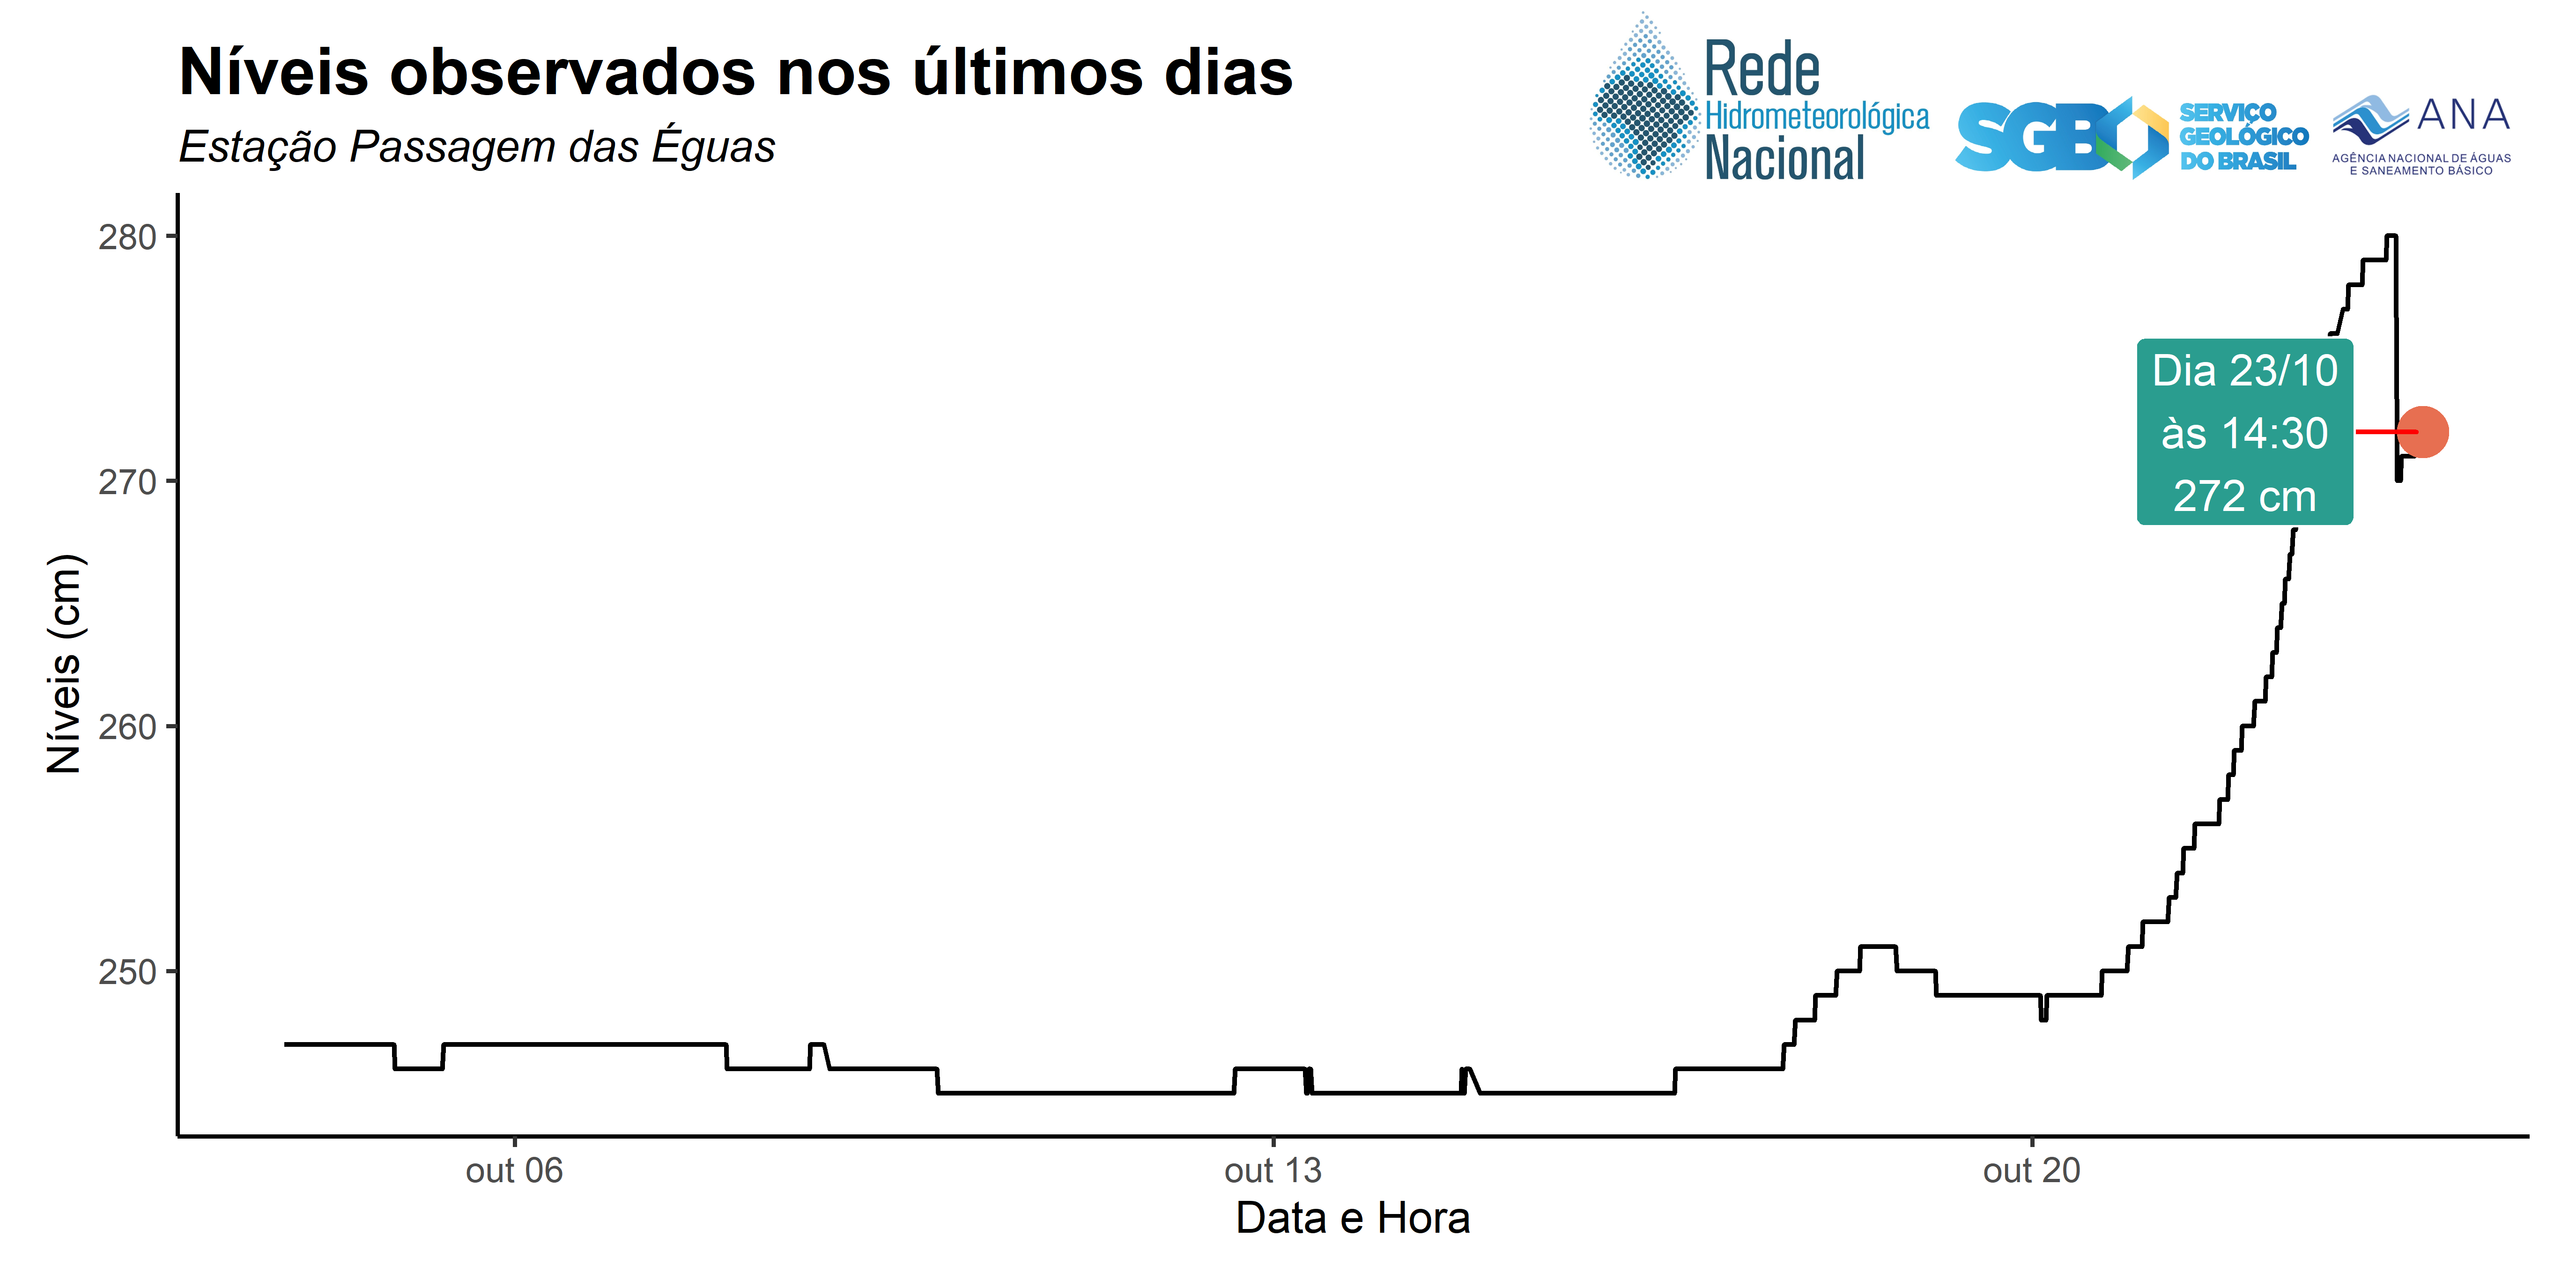 Níveis observados nos últimos dias
Estação Passagem das Éguas
Rede
Hidrometeorológica
Nacional
SGB
SERVIÇO
GEOLÓGICO
DO BRASIL
ANA
AGÊNCIA NACIONAL DE ÁGUAS
E SANEAMENTO BÁSICO
Níveis (cm)
280
270
260
250
Dia 23/10
às 14:30
272 cm
out 06
out 13
out 20
Data e Hora